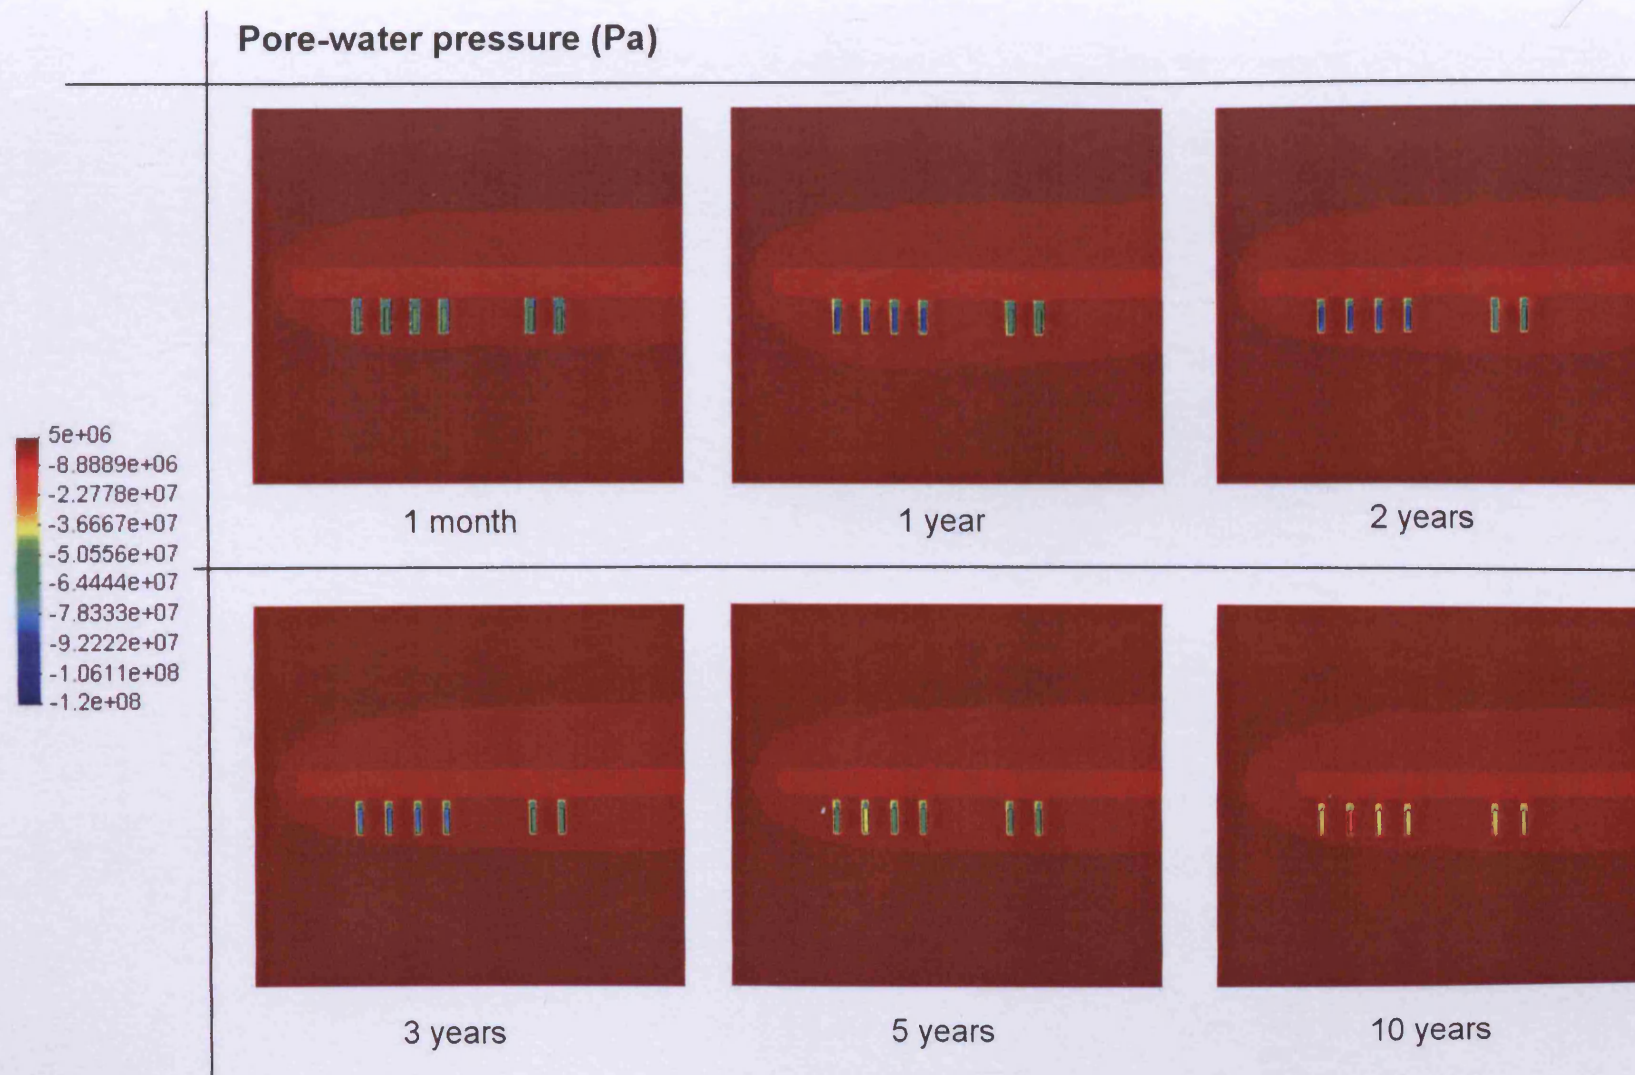 Pore-water pressure (Pa)
1 month
1 year
2 years
5e+06
-8.8889e+06
-2.2778e+07
-3.6667e+07
-5.0556e+07
-6.4444e+07
-7.8333e+07
-9.2222e+07
-1.0611e+08
-1.2e+08
3 years
5 years
10 years